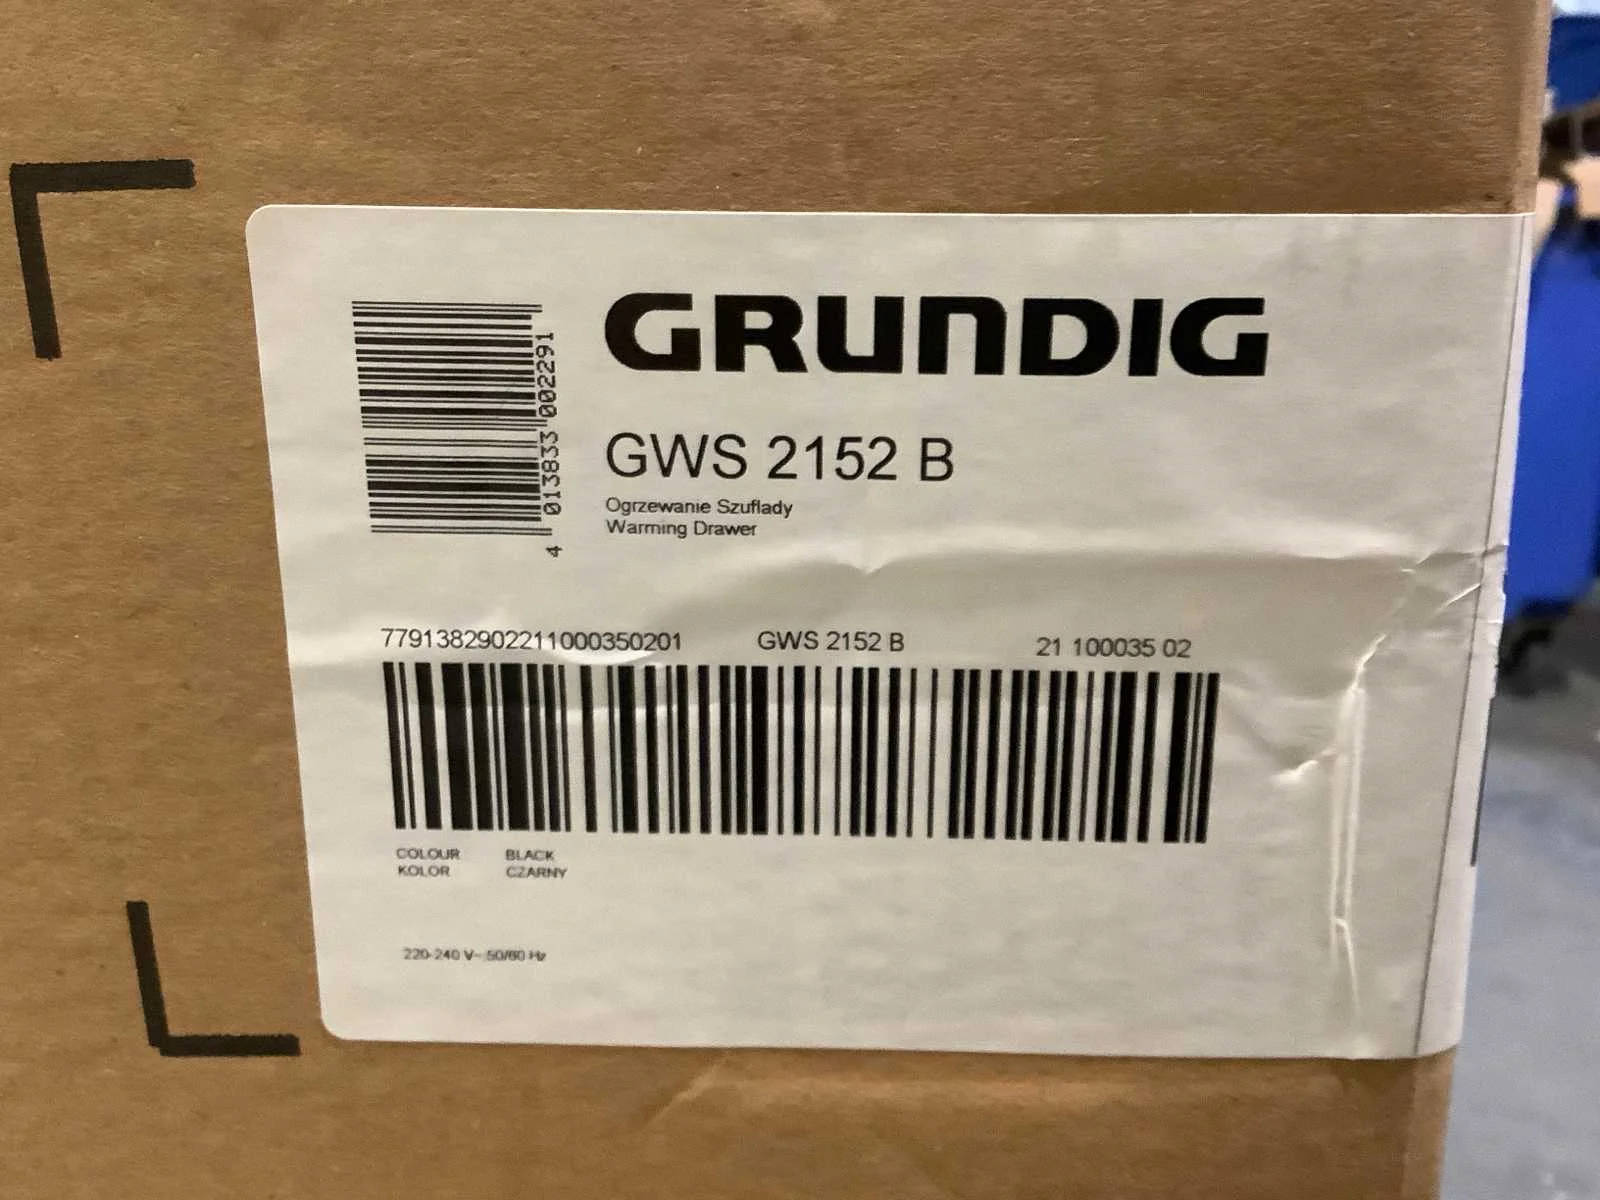 GRUNDIG
4 013833 002291
GWS 2152 B
Ogrzewanie Szuflady
Warming Drawer
7791382902211000350201 GWS 2152 B 21 100035 02
COLOUR BLACK
KOLOR CZARNY
220-240 V~ 50/60 Hz